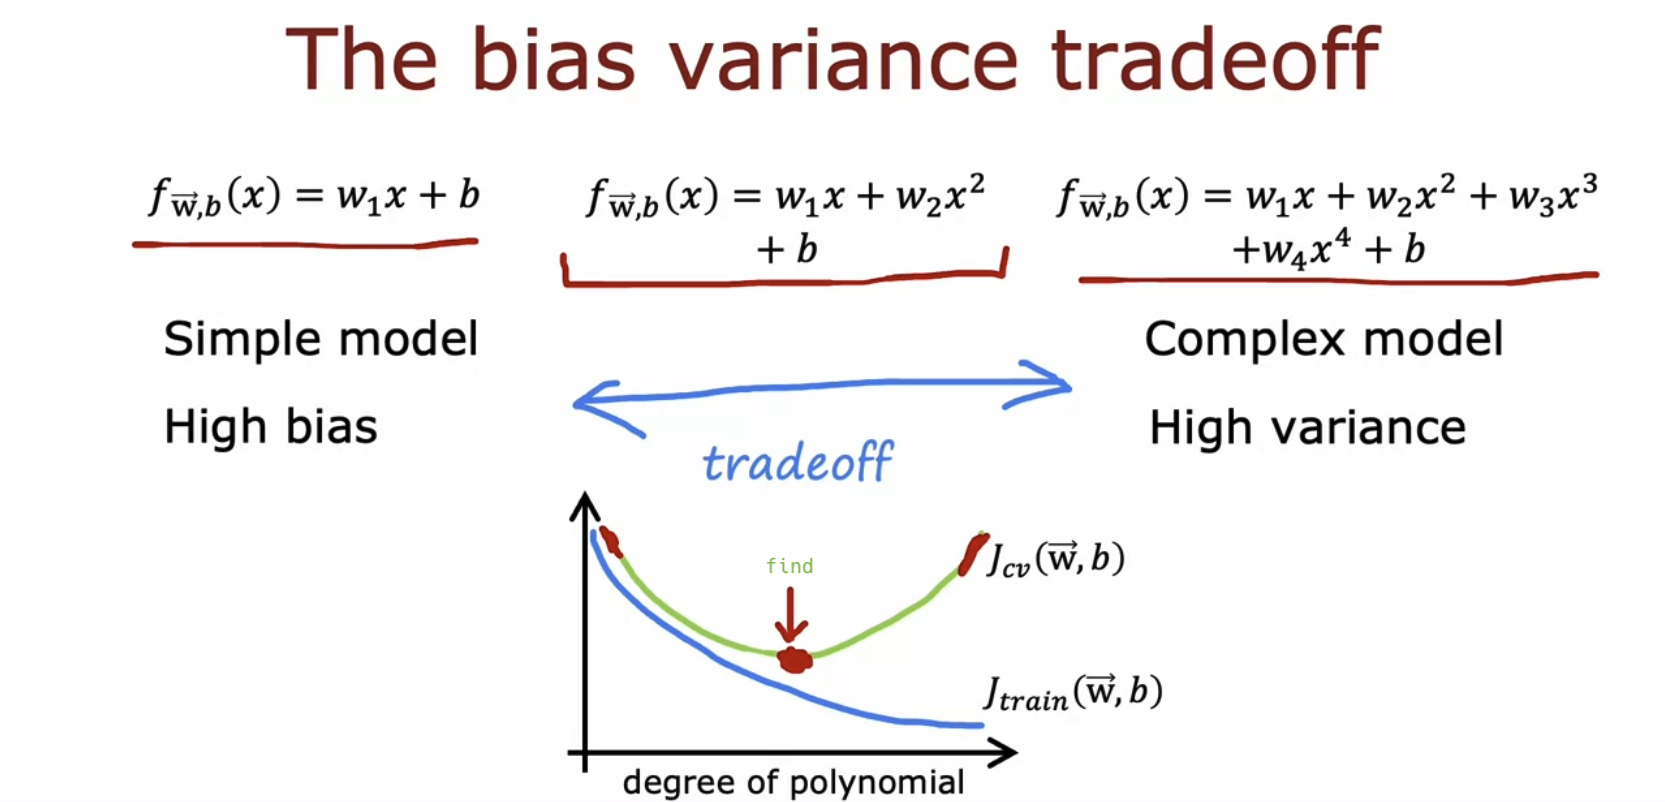 The bias variance tradeoff
f_{\vec{w},b}(x) = w_1x + b
f_{\vec{w},b}(x) = w_1x + w_2x^2
+ b
f_{\vec{w},b}(x) = w_1x + w_2x^2 + w_3x^3
+w_4x^4 + b
Simple model
High bias
tradeoff
Complex model
High variance
find
J_{cv}(\vec{w}, b)
J_{train}(\vec{w}, b)
degree of polynomial